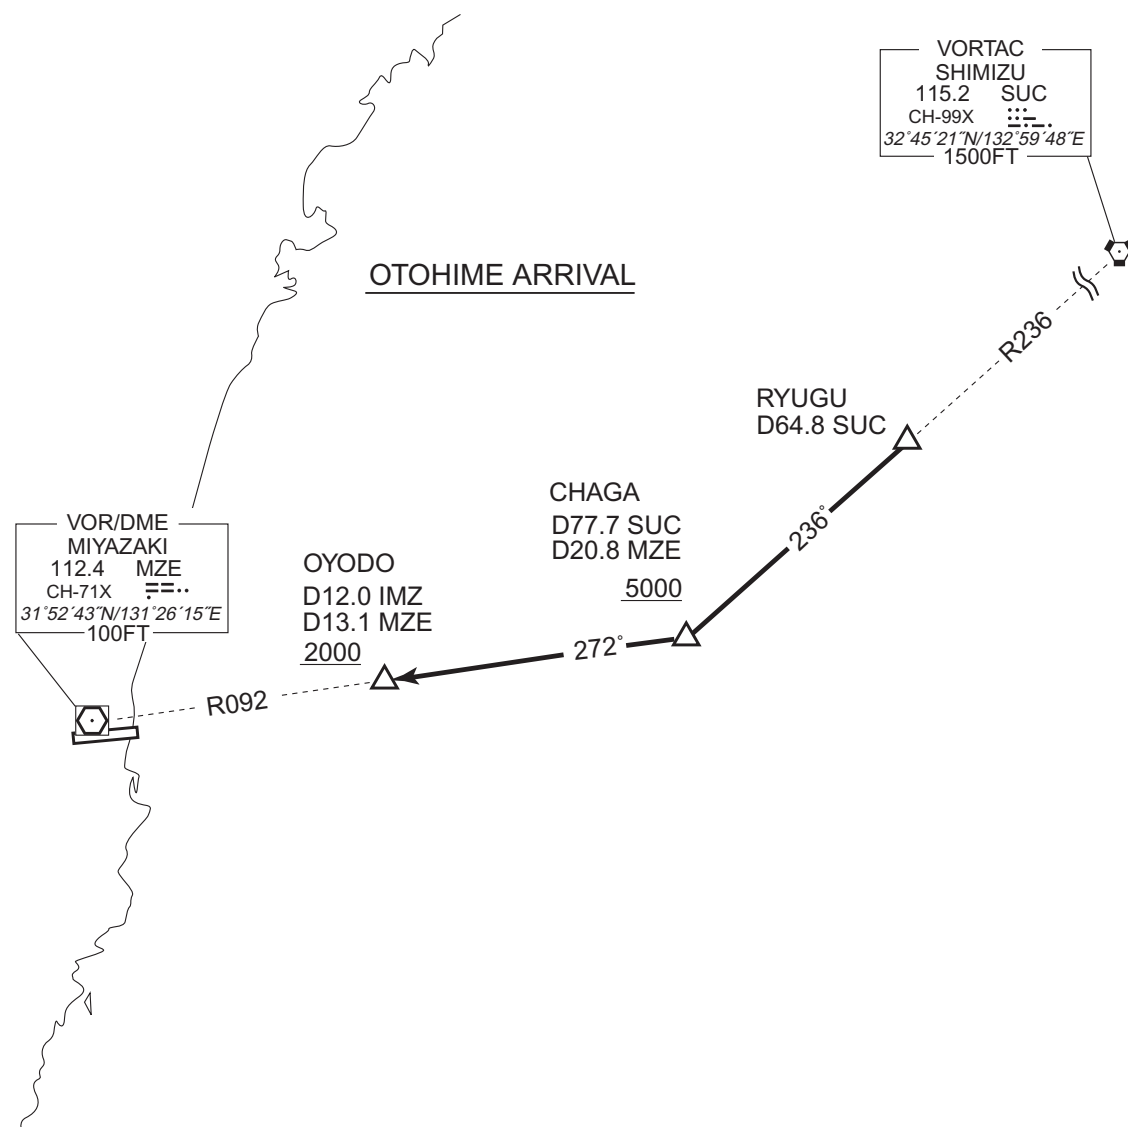 VORTAC
SHIMIZU
115.2 SUC
CH-99X
32°45´21˝N/132°59´48˝E
1500FT
OTOHIME ARRIVAL
R236
RYUGU
D64.8 SUC
CHAGA
D77.7 SUC
D20.8 MZE
5000
236°
VOR/DME
MIYAZAKI
112.4 MZE
CH-71X
31°52´43˝N/131°26´15˝E
100FT
OYODO
D12.0 IMZ
D13.1 MZE
2000
272°
R092